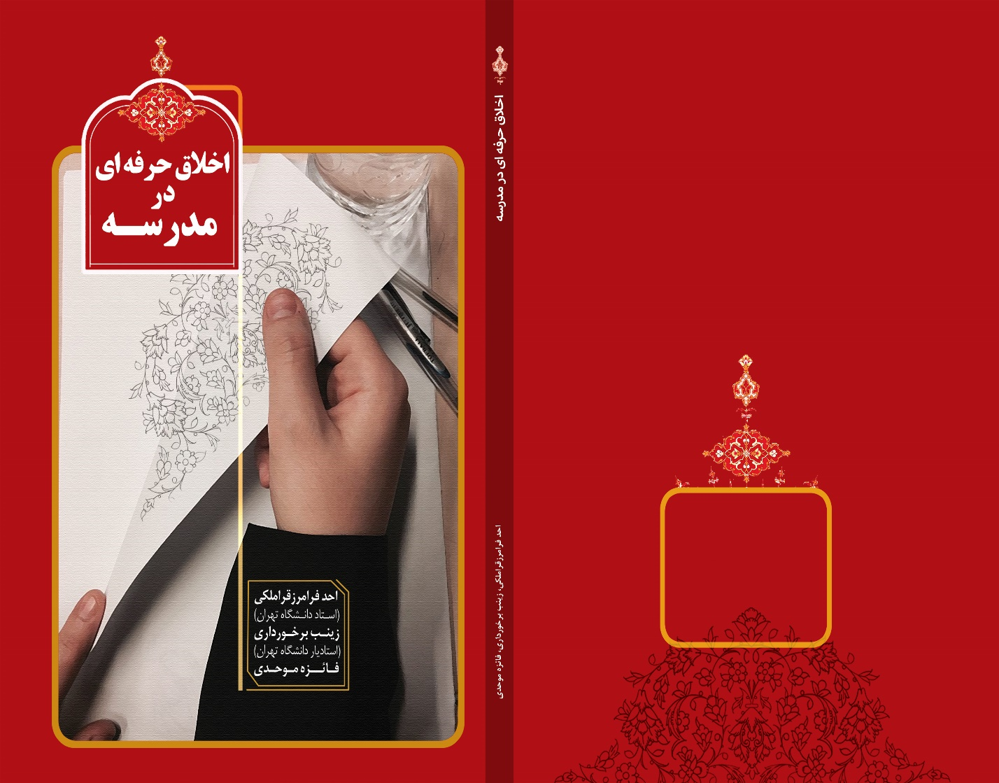 اخلاق حرفه ای
در
مدرسه
احد فرامرز قراملکی
(استاد دانشگاه تهران)
زینب برخورداری
(استادیار دانشگاه تهران)
فائزه موحدی
اخلاق حرفه ای در مدرسه
احد فرامرز قراملکی، زینب برخورداری، فائزه موحدی